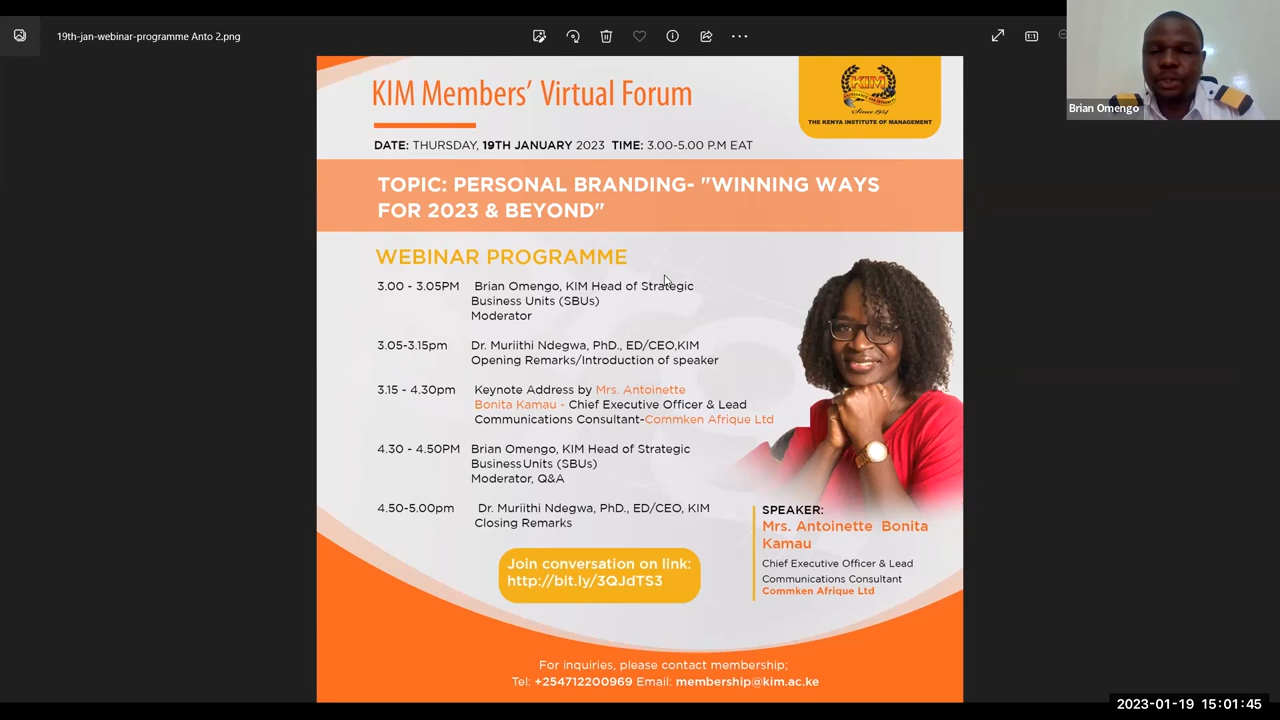 19th-jan-webinar-programme Anto 2.png
Brian Omengo
KIM Members' Virtual Forum
KIM
Since 1954
THE KENYA INSTITUTE OF MANAGEMENT
DATE: THURSDAY, 19TH JANUARY 2023 TIME: 3.00-5.00 P.M EAT
TOPIC: PERSONAL BRANDING- "WINNING WAYS
FOR 2023 & BEYOND"
WEBINAR PROGRAMME
3.00 - 3.05PM Brian Omengo, KIM Head of Strategic
Business Units (SBUs)
Moderator
3.05-3.15pm Dr. Muriithi Ndegwa, PhD., ED/CEO,KIM
Opening Remarks/Introduction of speaker
3.15 - 4.30pm Keynote Address by Mrs. Antoinette
Bonita Kamau - Chief Executive Officer & Lead
Communications Consultant-Commken Afrique Ltd
4.30 - 4.50PM Brian Omengo, KIM Head of Strategic
Business Units (SBUs)
Moderator, Q&A
4.50-5.00pm Dr. Muriithi Ndegwa, PhD., ED/CEO, KIM
Closing Remarks
SPEAKER:
Mrs. Antoinette Bonita
Kamau
Chief Executive Officer & Lead
Communications Consultant
Commken Afrique Ltd
Join conversation on link:
http://bit.ly/3QJdTS3
For inquiries, please contact membership;
Tel: +254712200969 Email: membership@kim.ac.ke
2023-01-19 15:01:45